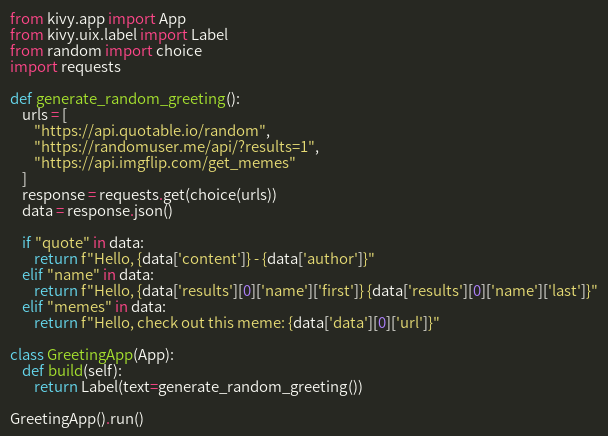 from kivy.app import App
from kivy.uix.label import Label
from random import choice
import requests

def generate_random_greeting():
    urls = [
        "https://api.quotable.io/random",
        "https://randomuser.me/api/?results=1",
        "https://api.imgflip.com/get_memes"
    ]
    response = requests.get(choice(urls))
    data = response.json()

    if "quote" in data:
        return f"Hello, {data['content']} - {data['author']}"
    elif "name" in data:
        return f"Hello, {data['results'][0]['name']['first']} {data['results'][0]['name']['last']}"
    elif "memes" in data:
        return f"Hello, check out this meme: {data['data'][0]['url']}"

class GreetingApp(App):
    def build(self):
        return Label(text=generate_random_greeting())

GreetingApp().run()